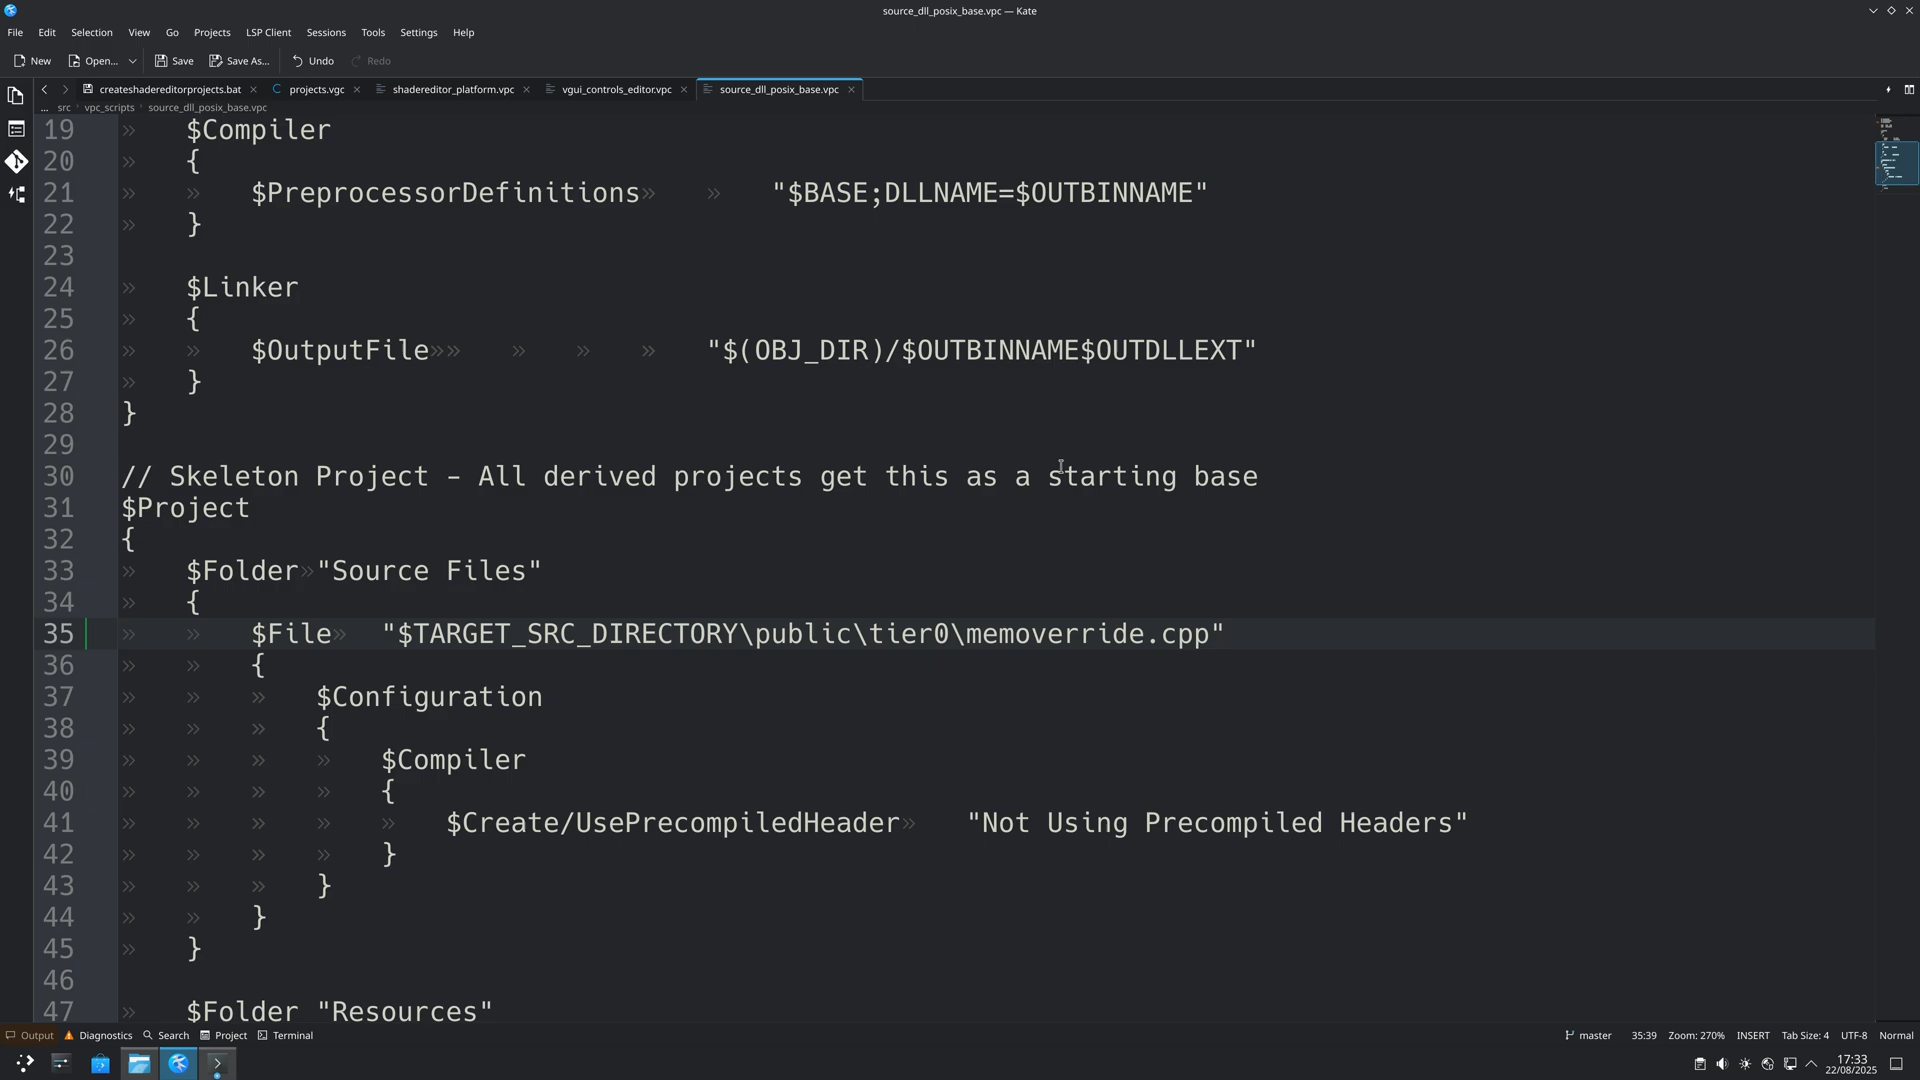 source_dll_posix_base.vpc — Kate
File Edit Selection View Go Projects LSP Client Sessions Tools Settings Help
New Open... Save Save As... Undo Redo
createshadereditorprojects.bat projects.vgc shadereditor_platform.vpc vgui_controls_editor.vpc source_dll_posix_base.vpc
... src vpc_scripts source_dll_posix_base.vpc
19 $Compiler
20 {
21 $PreprocessorDefinitions "$BASE;DLLNAME=$OUTBINNAME"
22 }
23
24 $Linker
25 {
26 $OutputFile "$(OBJ_DIR)/$OUTBINNAME$OUTDLLEXT"
27 }
28 }
29
30 // Skeleton Project - All derived projects get this as a starting base
31 $Project
32 {
33 $Folder "Source Files"
34 {
35 $File "$TARGET_SRC_DIRECTORY\public\tier0\memoverride.cpp"
36 {
37 $Configuration
38 {
39 $Compiler
40 {
41 $Create/UsePrecompiledHeader "Not Using Precompiled Headers"
42 }
43 }
44 }
45 }
46
47 $Folder "Resources"
Output Diagnostics Search Project Terminal master 35:39 Zoom: 270% INSERT Tab Size: 4 UTF-8 Normal
17:33
22/08/2025